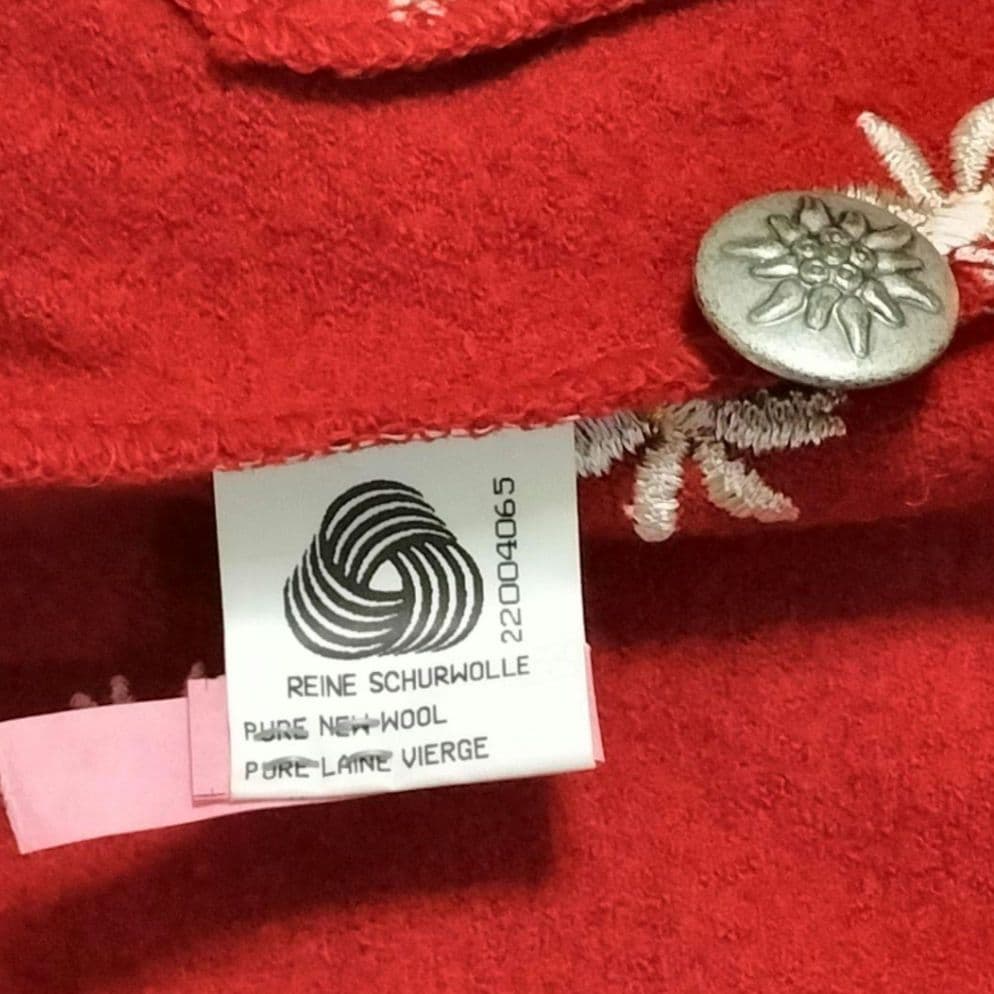 22004065
REINE SCHURWOLLE
PURE NEW WOOL
PURE LAINE VIERGE